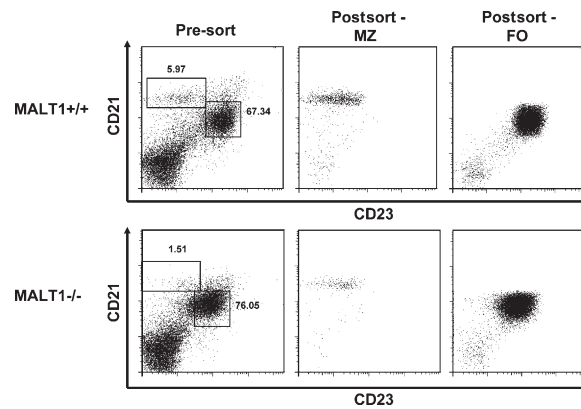 Pre-sort
Postsort -
MZ
Postsort -
FO
MALT1+/+
CD21
5.97
67.34
CD23
MALT1-/-
CD21
1.51
76.05
CD23